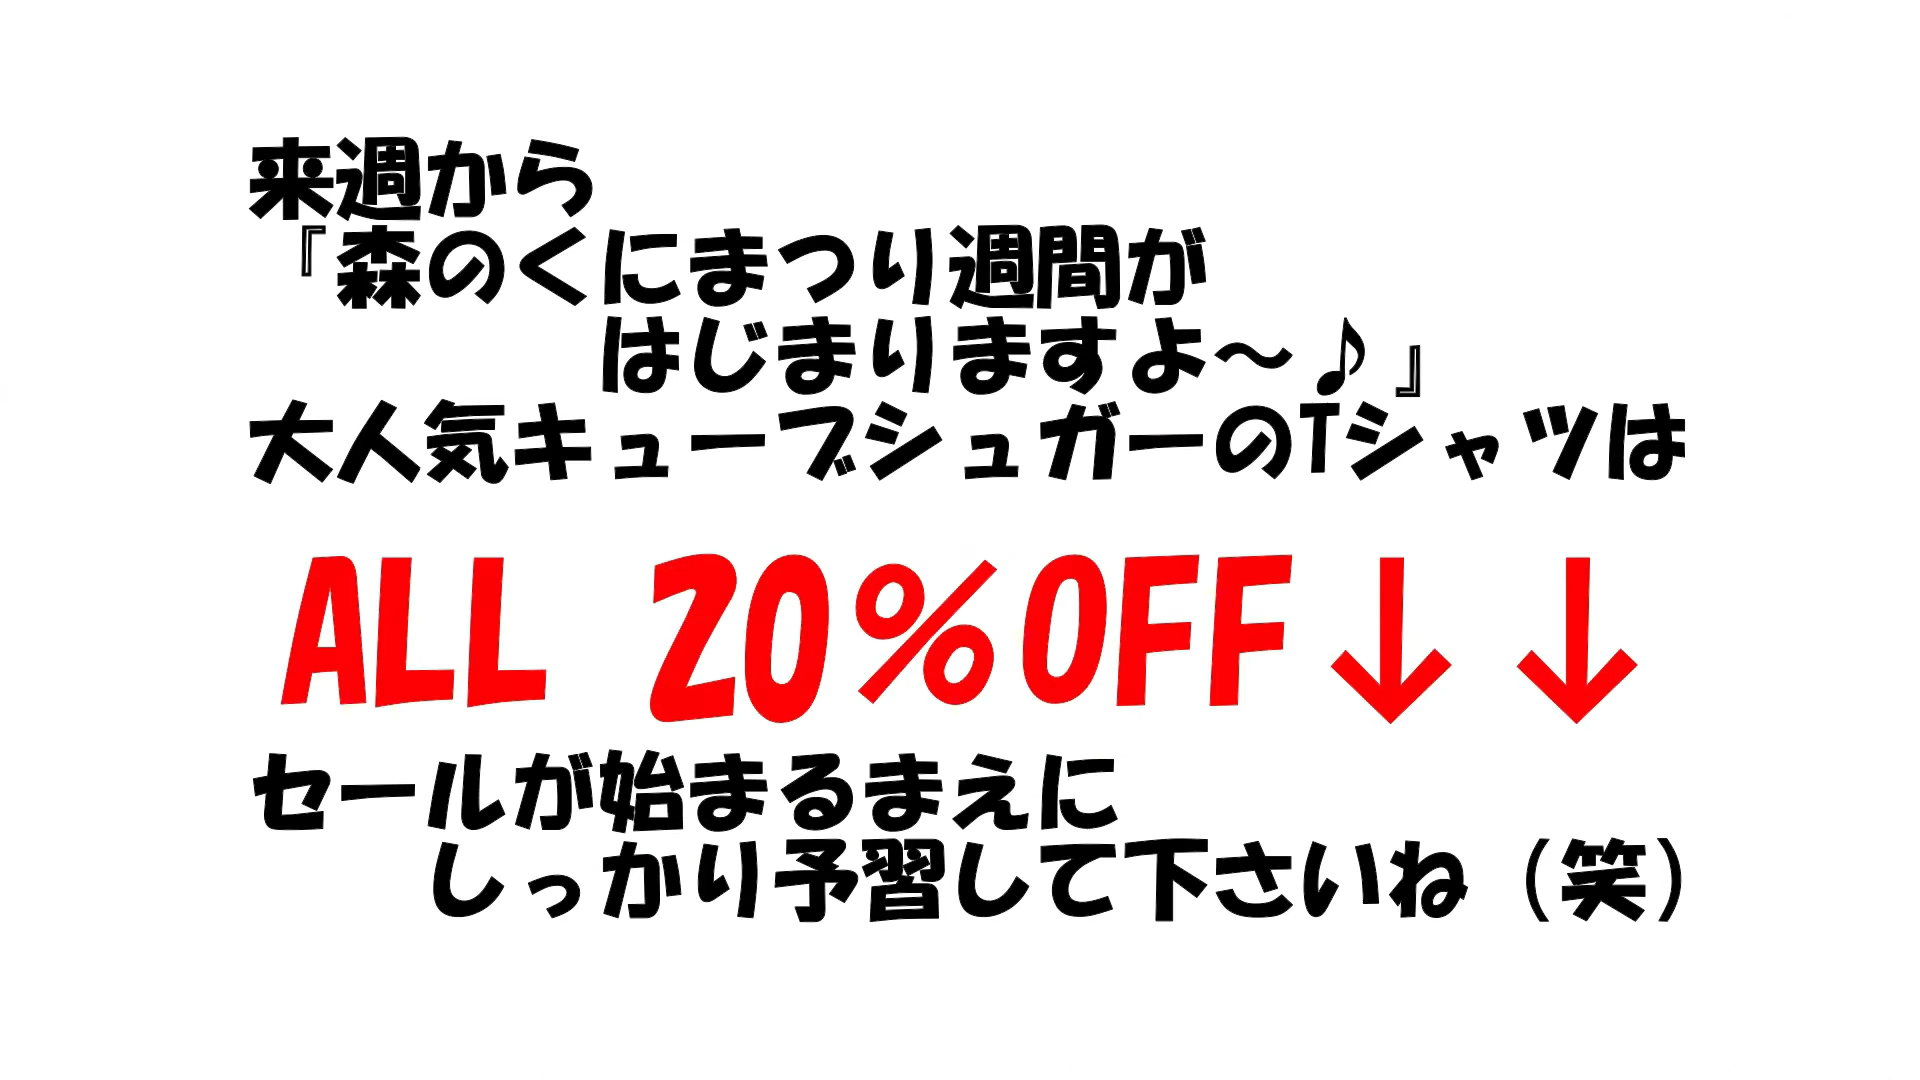 来週から
『森のくにまつり週間が
はじまりますよ～♪』
大人気キューブシュガーのTシャツは
ALL 20％OFF↓↓
セールが始まるまえに
しっかり予習して下さいね（笑）